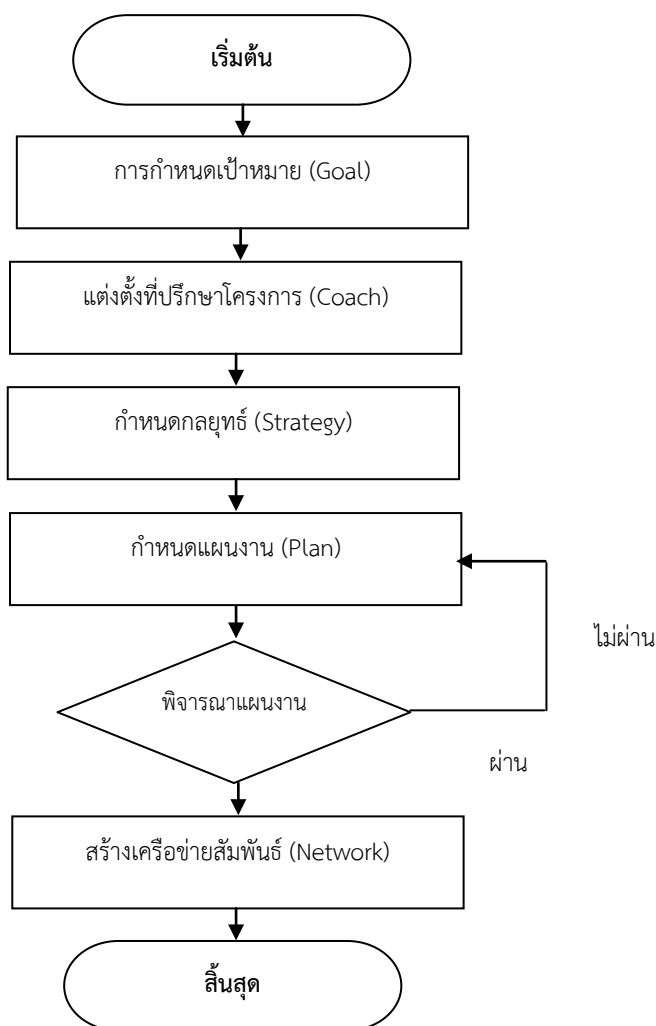 เริ่มต้น
การกำหนดเป้าหมาย (Goal)
แต่งตั้งที่ปรึกษาโครงการ (Coach)
กำหนดกลยุทธ์ (Strategy)
กำหนดแผนงาน (Plan)
ไม่ผ่าน
พิจารณาแผนงาน
ผ่าน
สร้างเครือข่ายสัมพันธ์ (Network)
สิ้นสุด